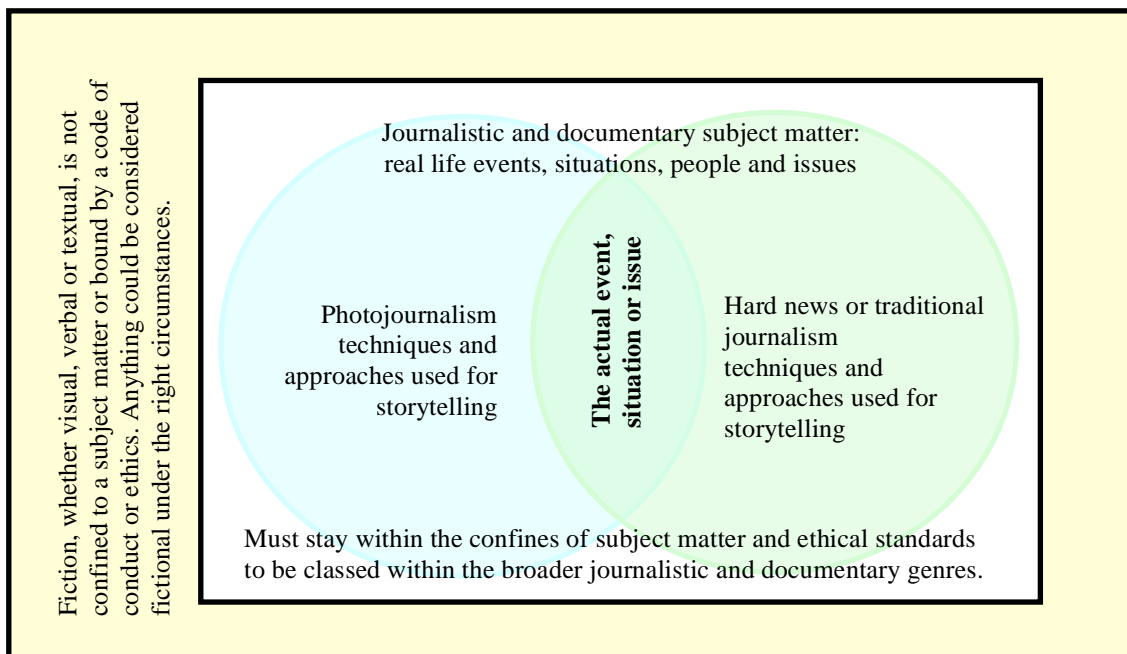 Fiction, whether visual, verbal or textual, is not
confined to a subject matter or bound by a code of
conduct or ethics. Anything could be considered
fictional under the right circumstances.
Journalistic and documentary subject matter:
real life events, situations, people and issues
Photojournalism
techniques and
approaches used for
storytelling
The actual event,
situation or issue
Hard news or traditional
journalism
techniques and
approaches used for
storytelling
Must stay within the confines of subject matter and ethical standards
to be classed within the broader journalistic and documentary genres.